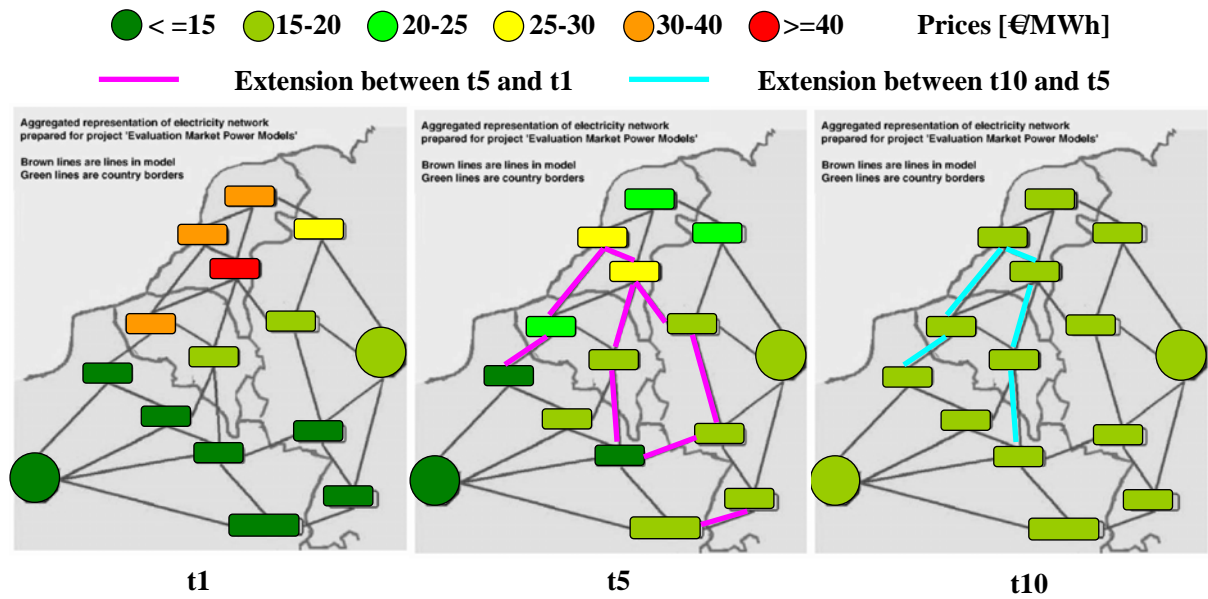 < =15 15-20 20-25 25-30 30-40 >=40 Prices [€/MWh]
Extension between t5 and t1 Extension between t10 and t5
Aggregated representation of electricity network
prepared for project 'Evaluation Market Power Models'
Brown lines are lines in model
Green lines are country borders
Aggregated representation of electricity network
prepared for project 'Evaluation Market Power Models'
Brown lines are lines in model
Green lines are country borders
Aggregated representation of electricity network
prepared for project 'Evaluation Market Power Models'
Brown lines are lines in model
Green lines are country borders
t1 t5 t10